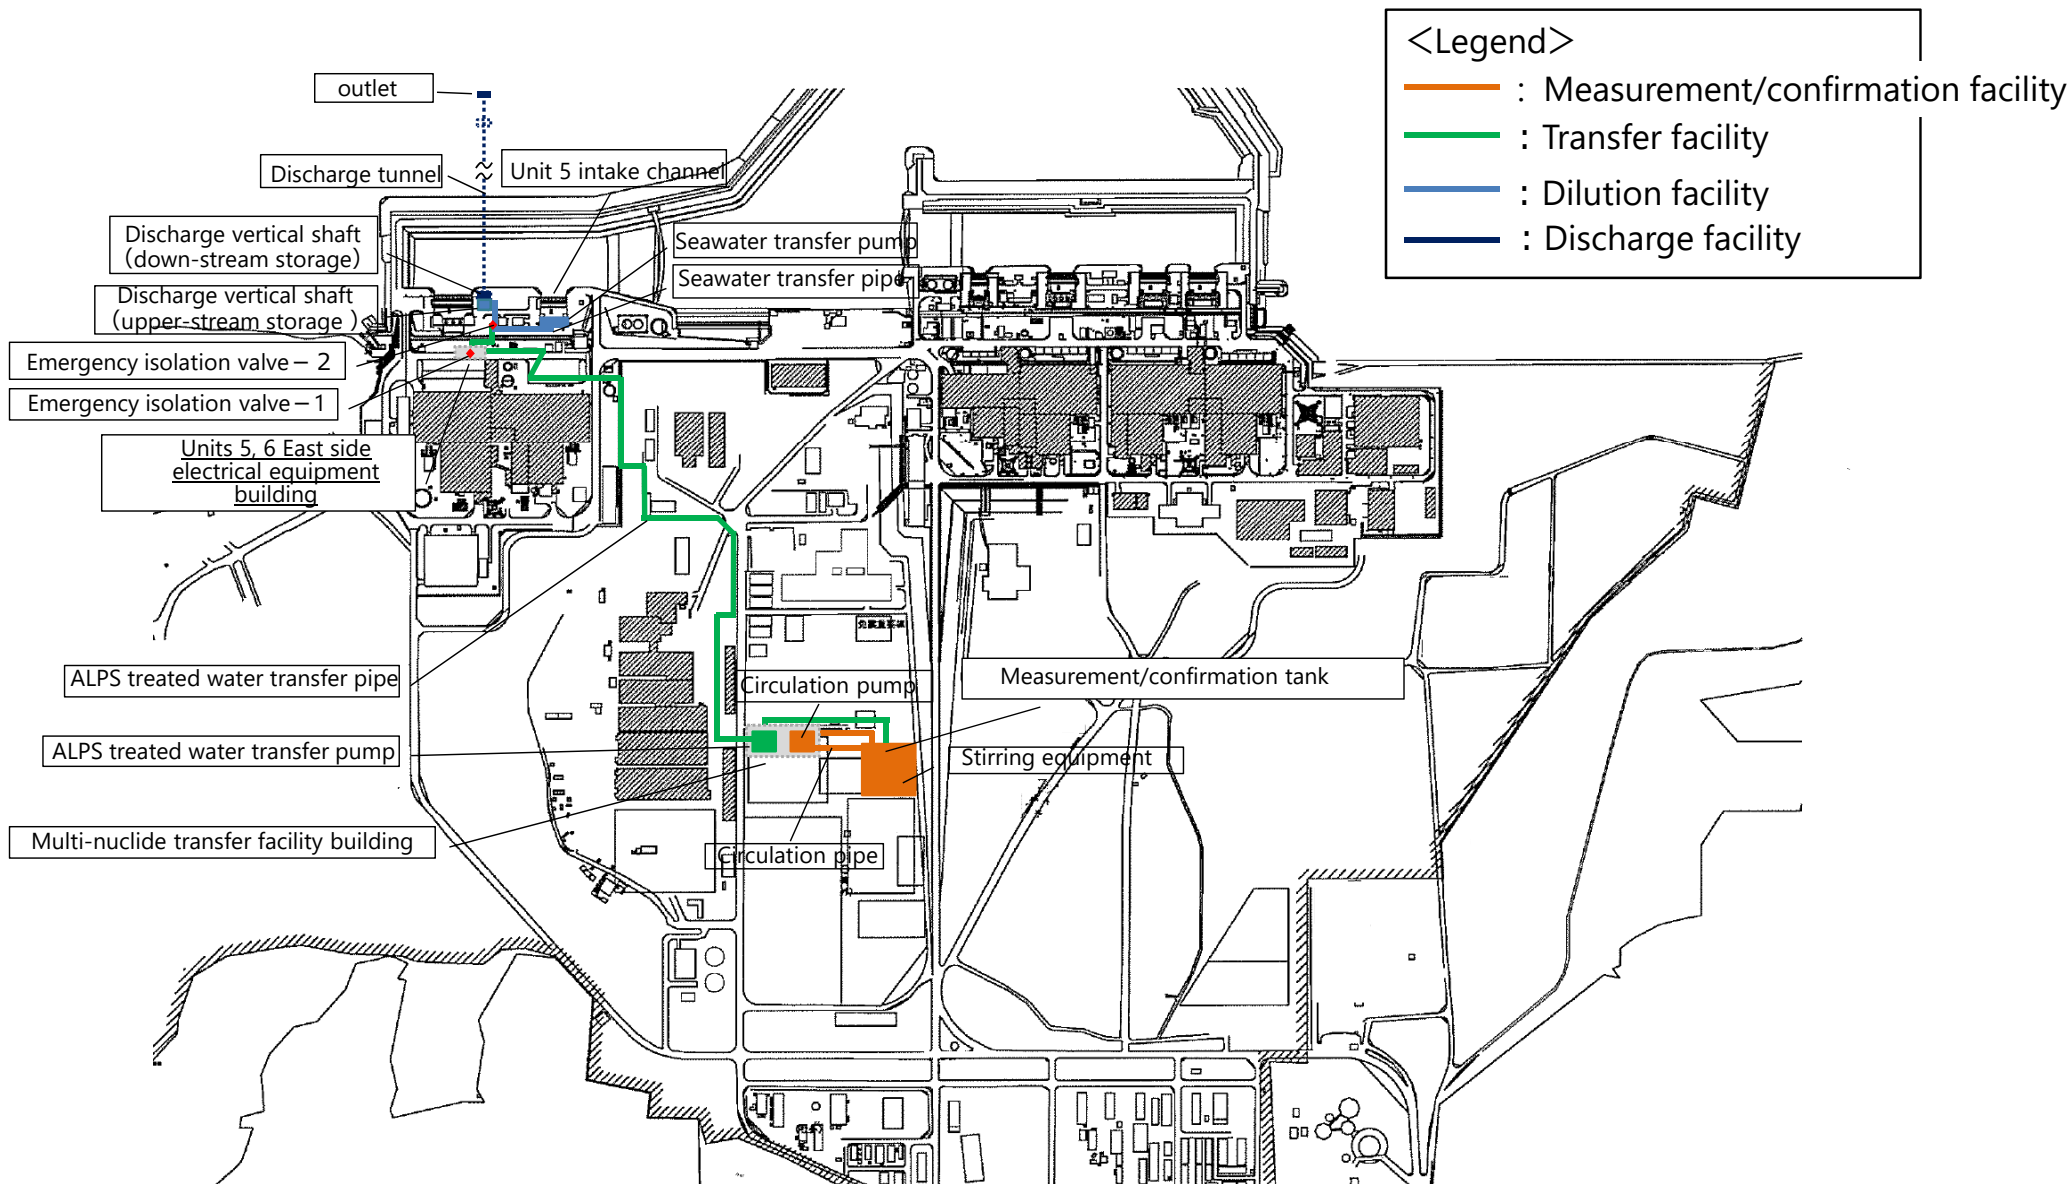 <Legend>
: Measurement/confirmation facility
: Transfer facility
: Dilution facility
: Discharge facility
outlet
Discharge tunnel
Unit 5 intake channel
Discharge vertical shaft
(down-stream storage)
Seawater transfer pump
Seawater transfer pipe
Discharge vertical shaft
(upper-stream storage )
Emergency isolation valve－2
Emergency isolation valve－1
Units 5, 6 East side
electrical equipment
building
ALPS treated water transfer pipe
Circulation pump
Measurement/confirmation tank
ALPS treated water transfer pump
Stirring equipment
Multi-nuclide transfer facility building
Circulation pipe